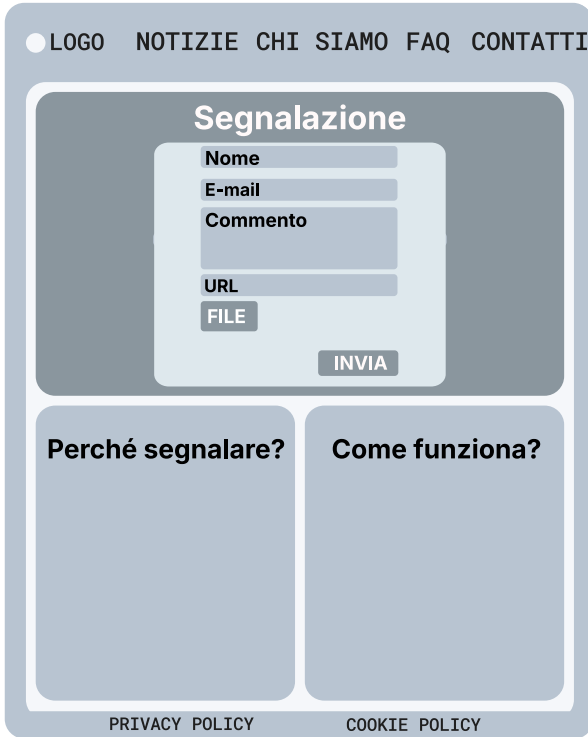 LOGO NOTIZIE CHI SIAMO FAQ CONTATTI
Segnalazione
Nome
E-mail
Commento
URL
FILE
INVIA
Perché segnalare?
Come funziona?
PRIVACY POLICY COOKIE POLICY